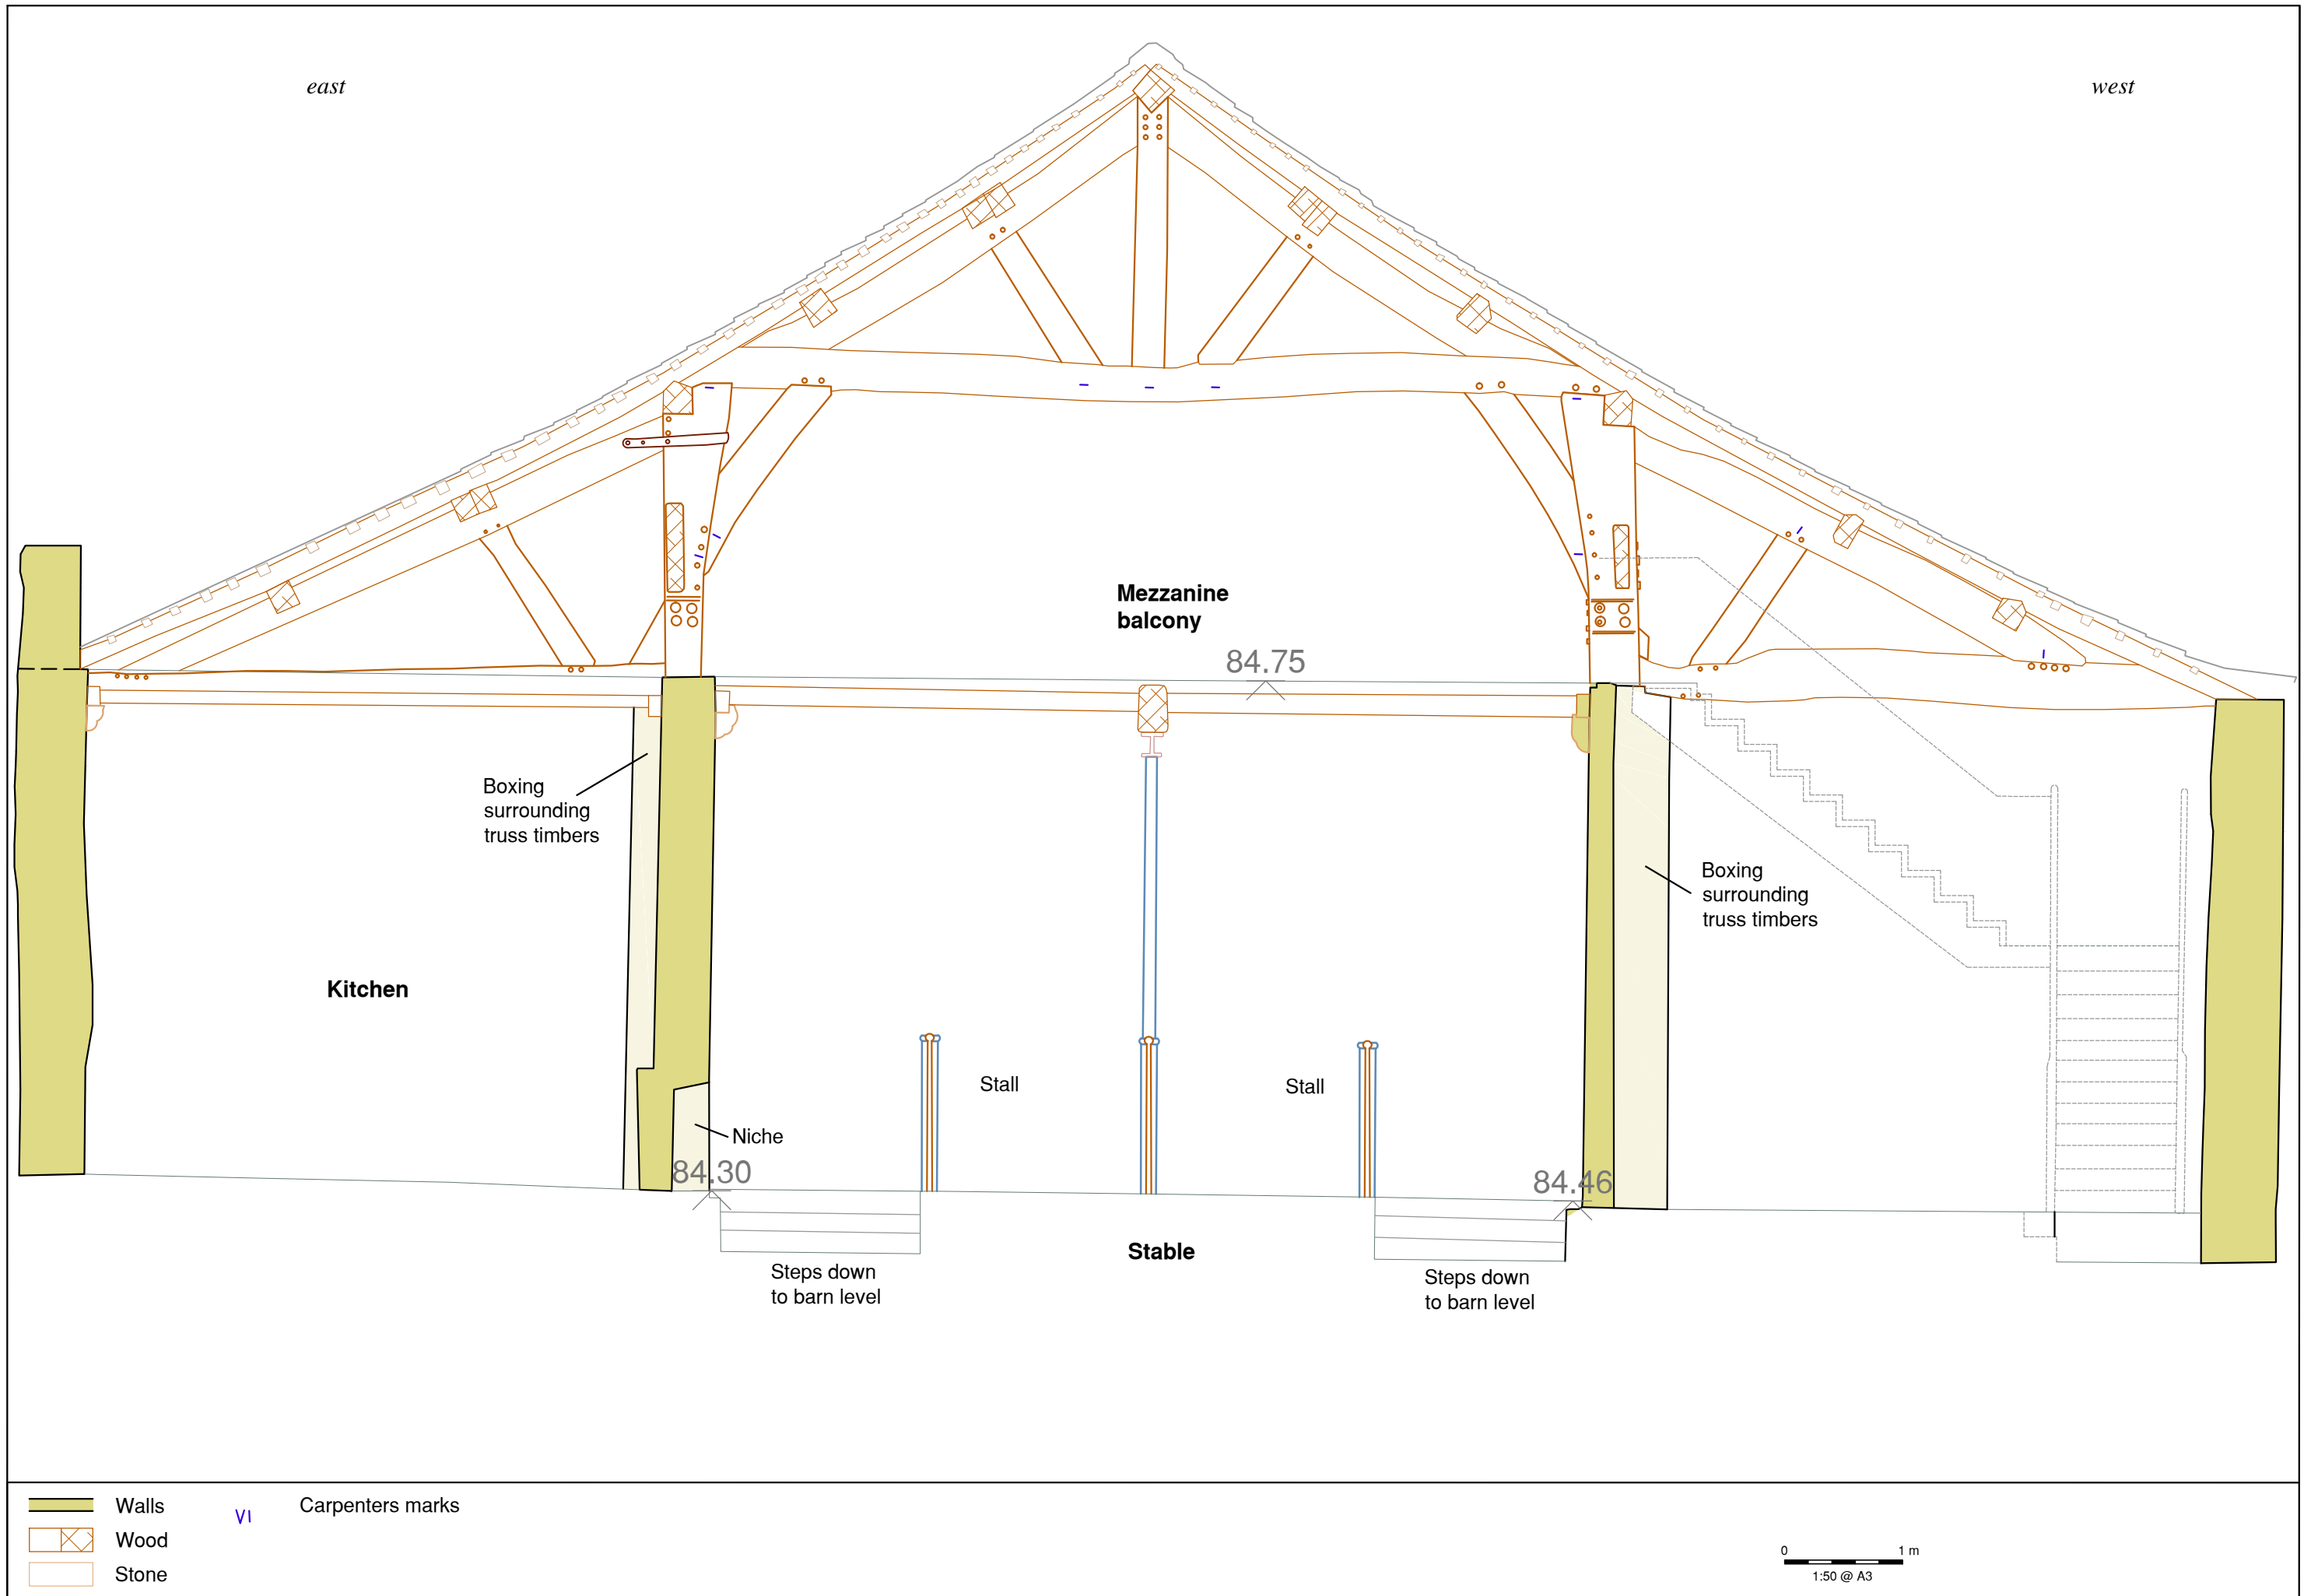 east
west
Mezzanine
balcony
84.75
Boxing
surrounding
truss timbers
Boxing
surrounding
truss timbers
Kitchen
Stall
Stall
Niche
84.30
84.46
Stable
Steps down
to barn level
Steps down
to barn level
Walls
VI
Carpenters marks
Wood
Stone
0
1 m
1:50 @ A3